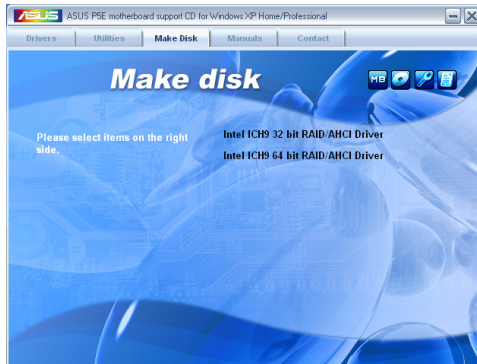 ASUS ASUS P5E motherboard support CD for Windows XP Home/Professional
Drivers Utilities Make Disk Manuals Contact
Make disk
MB
Please select items on the right
side.
Intel ICH9 32 bit RAID/AHCI Driver
Intel ICH9 64 bit RAID/AHCI Driver